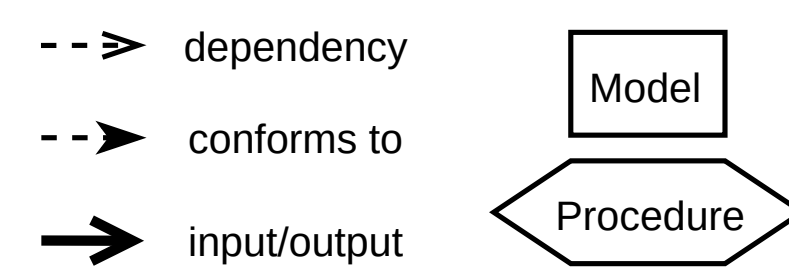 dependency
conforms to
input/output
Model
Procedure